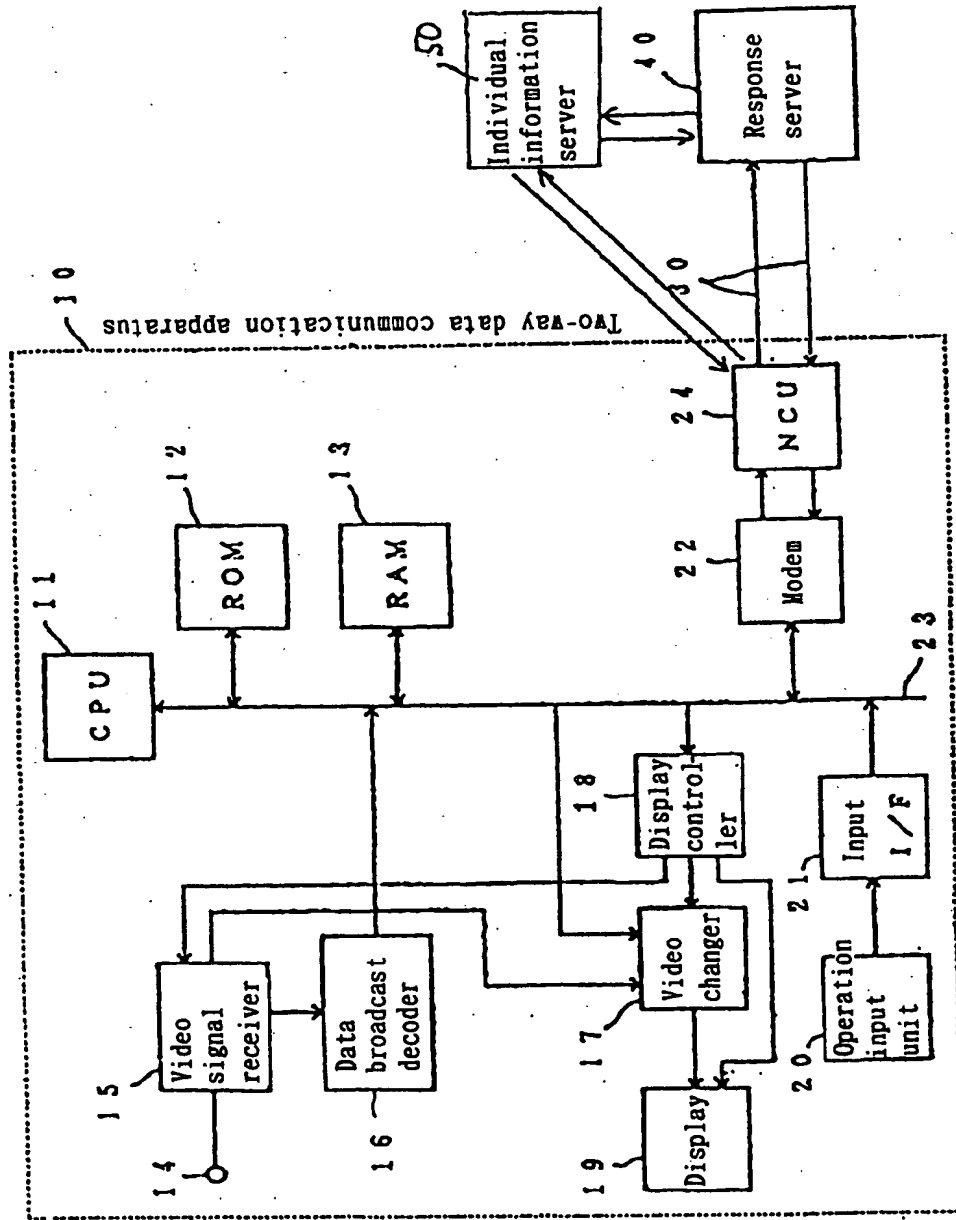 10
Two-way data communication apparatus
11
CPU
12
ROM
13
RAM
14
15
Video
signal
receiver
16
Data
broadcast
decoder
17
Video
changer
18
Display
control-
ler
19
Display
20
Operation
input
unit
21
Input
I/F
22
Modem
23
24
NCU
30
40
Response
server
50
Individual
information
server